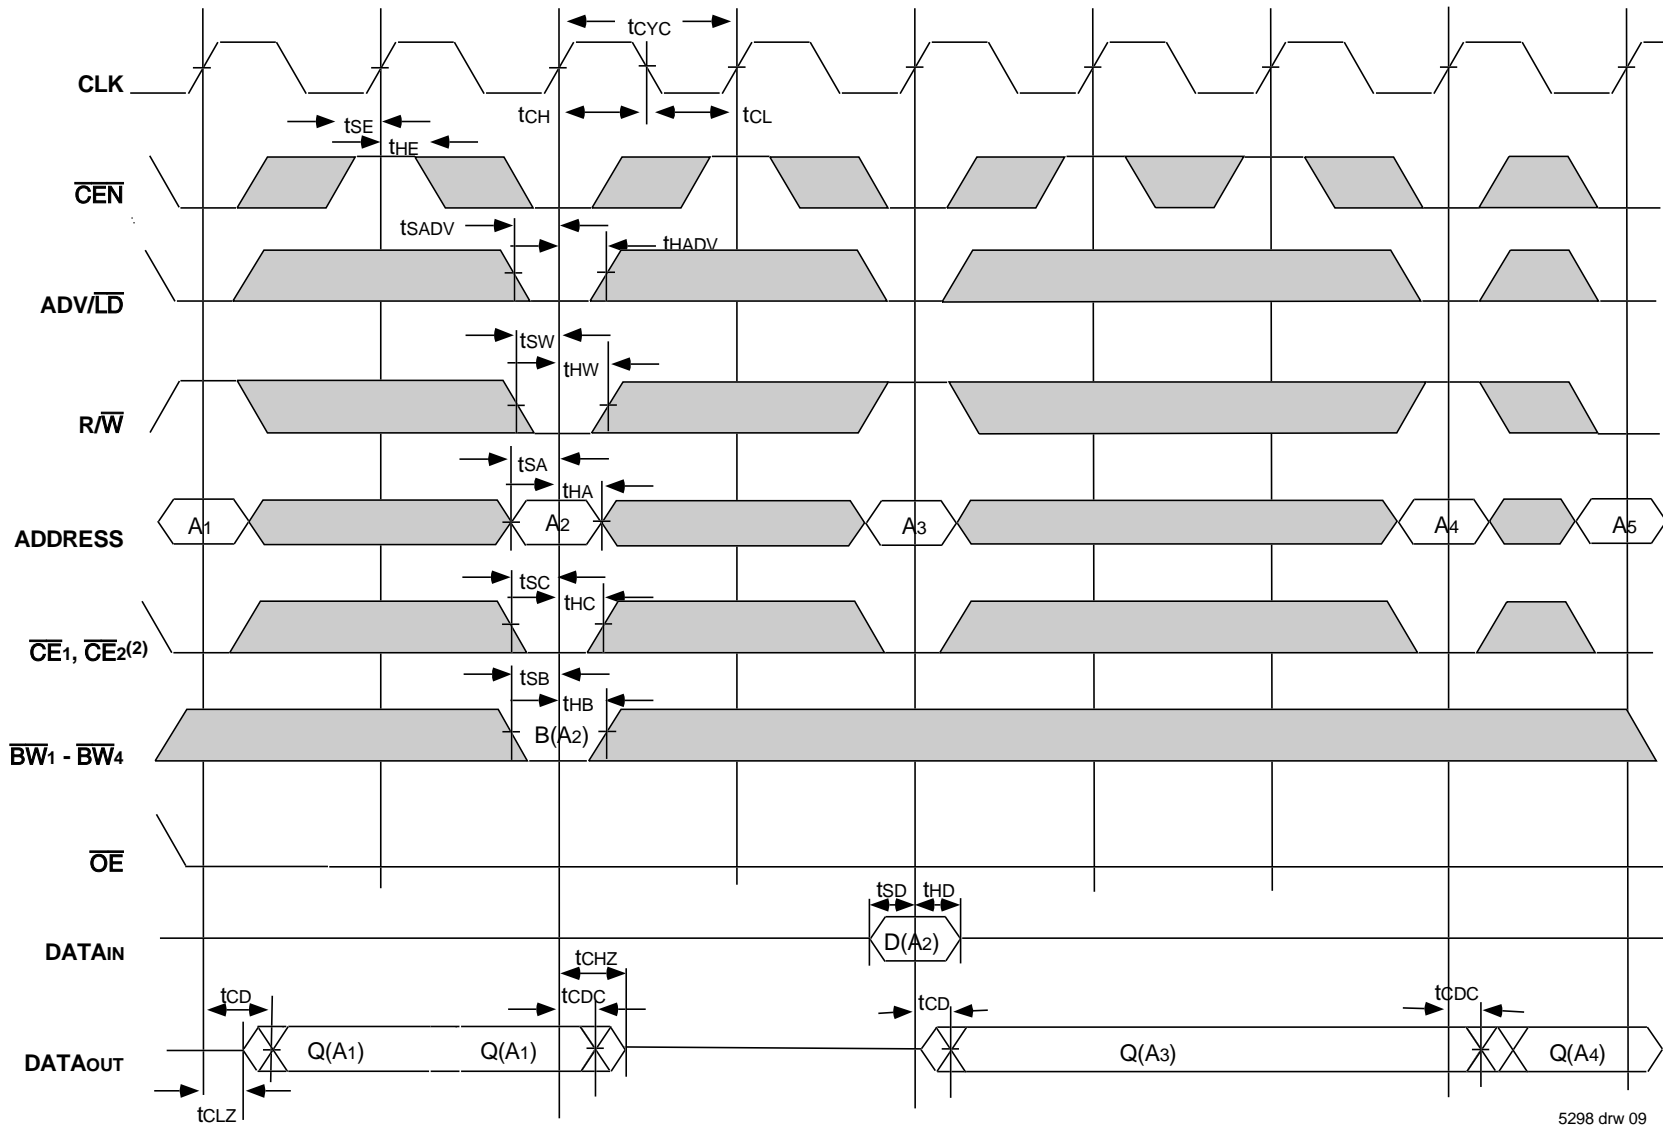 tCYC
CLK
tCH
tCL
tSE
tHE
CEN
tSADV
tHADV
ADV/LD
tSW
tHW
R/W
tSA
tHA
A1
A2
A3
A4
A5
ADDRESS
tSC
tHC
CE1, CE2(2)
tSB
tHB
B(A2)
BW1 - BW4
OE
tSD
tHD
D(A2)
DATAIN
tCHZ
tCD
tCDC
tCD
tCDC
Q(A1)
Q(A1)
Q(A3)
Q(A4)
DATAOUT
tCLZ
5298 drw 09